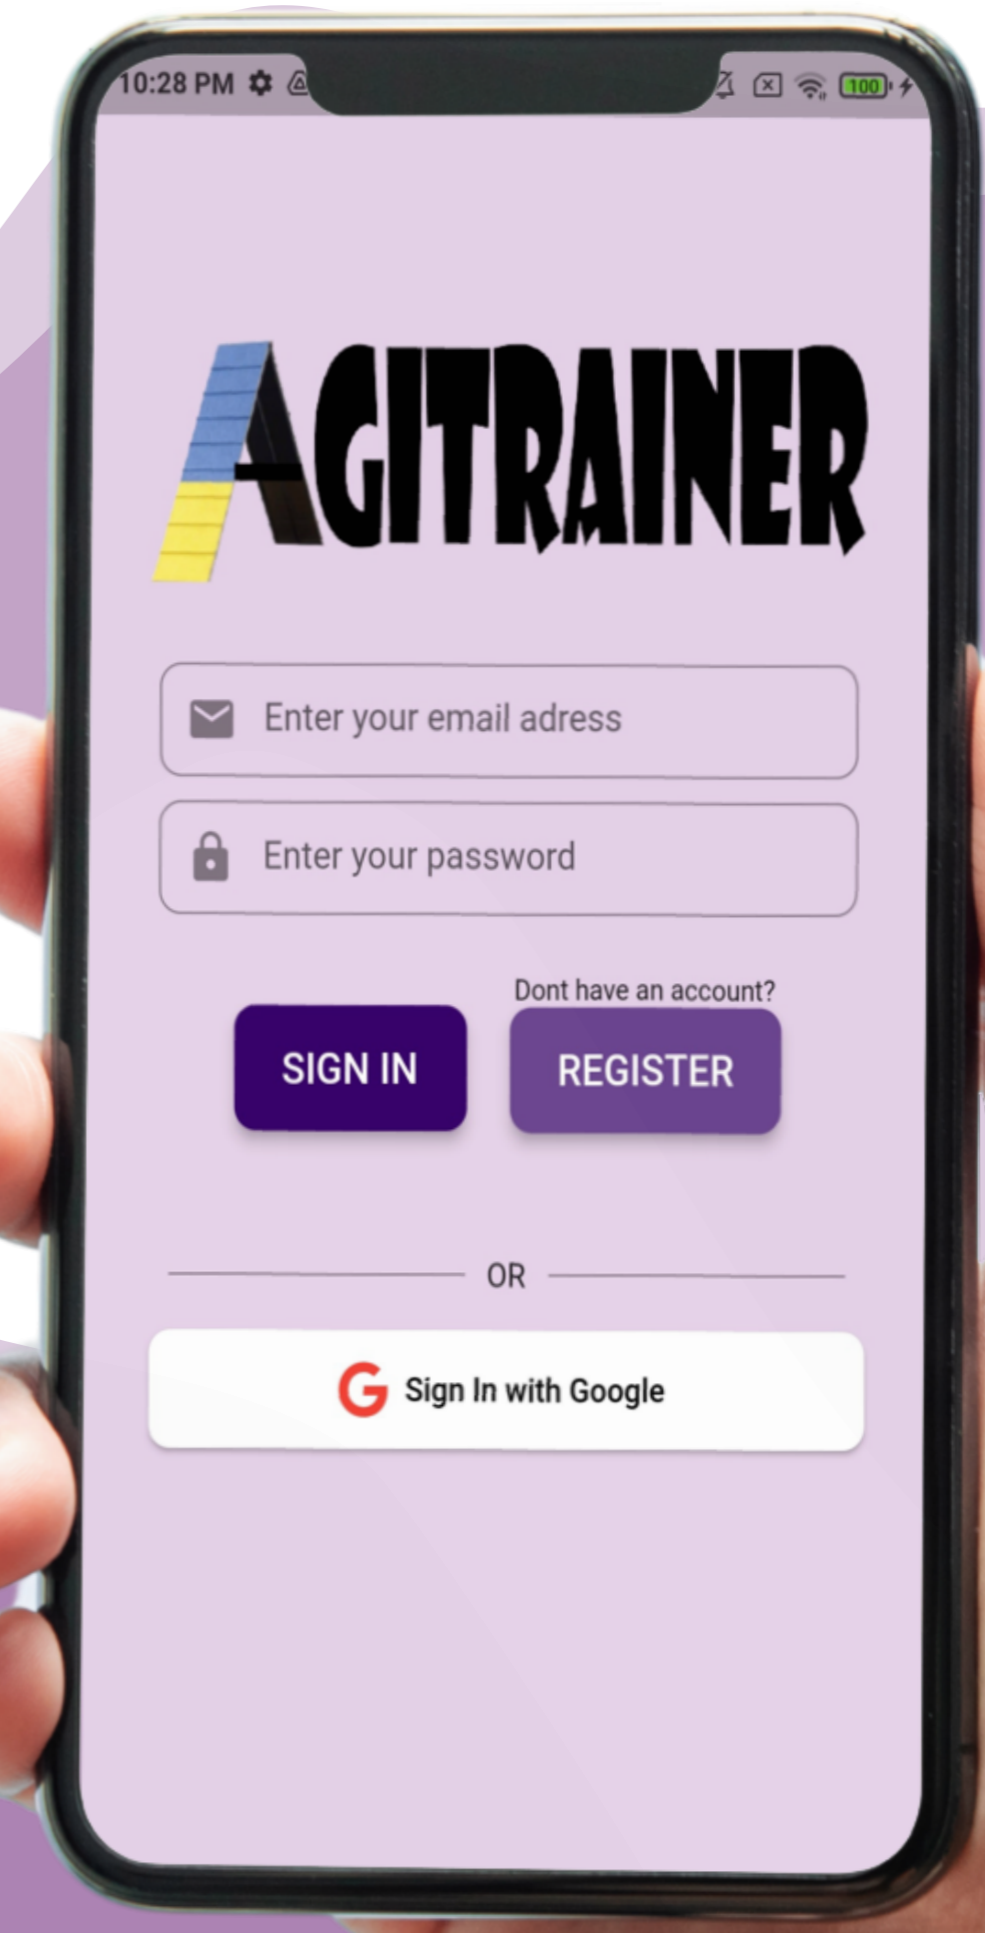 10:28 PM 100
AGITRAINER
Enter your email adress
Enter your password
Dont have an account?
SIGN IN REGISTER
OR
G Sign In with Google